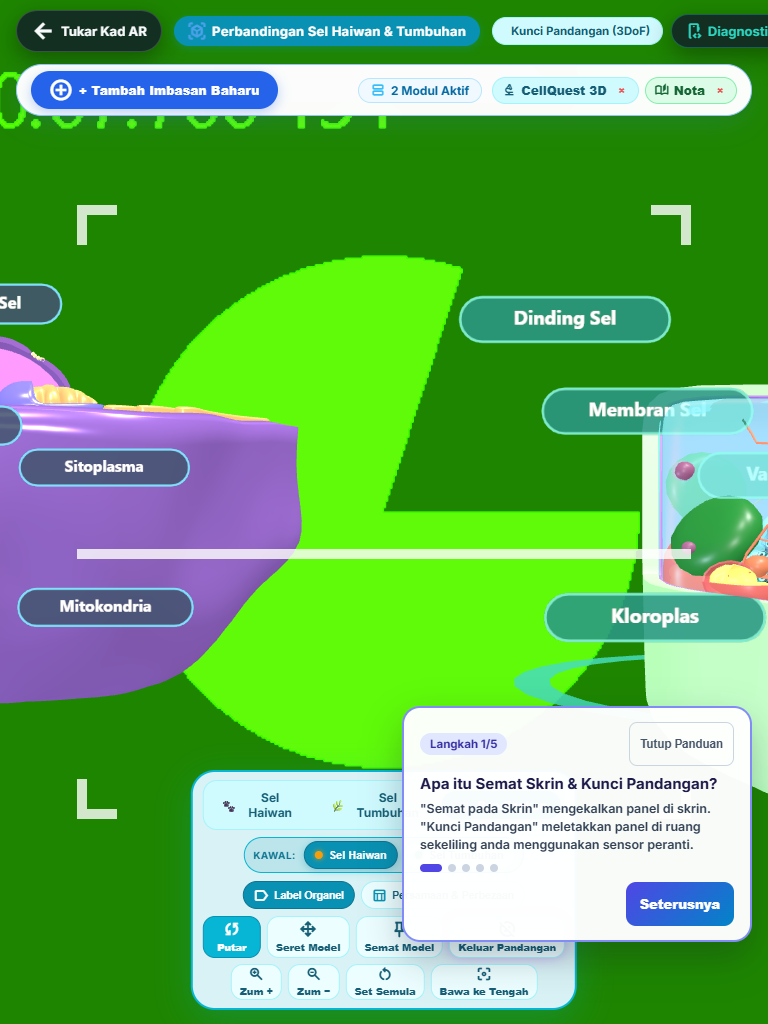 Tukar Kad AR
Perbandingan Sel Haiwan & Tumbuhan
Kunci Pandangan (3DoF)
+ Tambah Imbasan Baharu
2 Modul Aktif
CellQuest 3D ×
Nota ×
Sel
Dinding Sel
Membran Sel
Sitoplasma
Mitokondria
Kloroplas
Langkah 1/5
Tutup Panduan
Apa itu Semat Skrin & Kunci Pandangan?
"Semat pada Skrin" mengekalkan panel di skrin.
"Kunci Pandangan" meletakkan panel di ruang
sekeliling anda menggunakan sensor peranti.
Seterusnya
Sel
Haiwan
Sel
KAWAL:
Sel Haiwan
Label Organel
Putar
Seret Model
Semat Model
Keluar Pandangan
Zum +
Zum −
Set Semula
Bawa ke Tengah